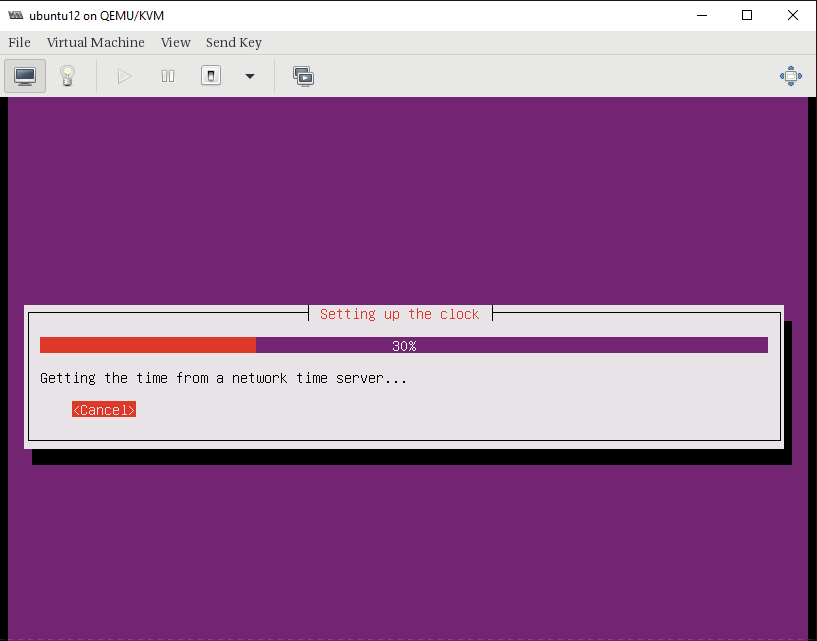 ubuntu12 on QEMU/KVM
File Virtual Machine View Send Key
Setting up the clock
30%
Getting the time from a network time server...
<Cancel>